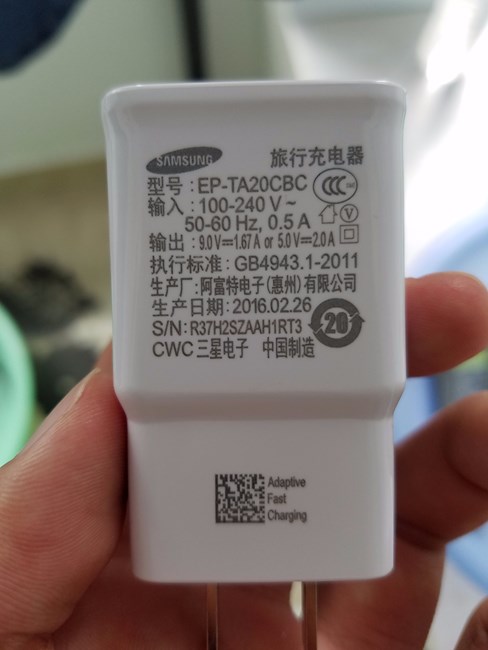 SAMSUNG 旅行充电器
型号:EP-TA20CBC
输入:100-240 V~
50-60 Hz, 0.5 A
输出:9.0V⎓1.67A or 5.0V⎓2.0A
执行标准:GB4943.1-2011
生产厂:阿富特电子(惠州)有限公司
生产日期:2016.02.26
S/N:R37H2SZAAH1RT3
20
CWC 三星电子 中国制造
CCC
V
Adaptive
Fast
Charging